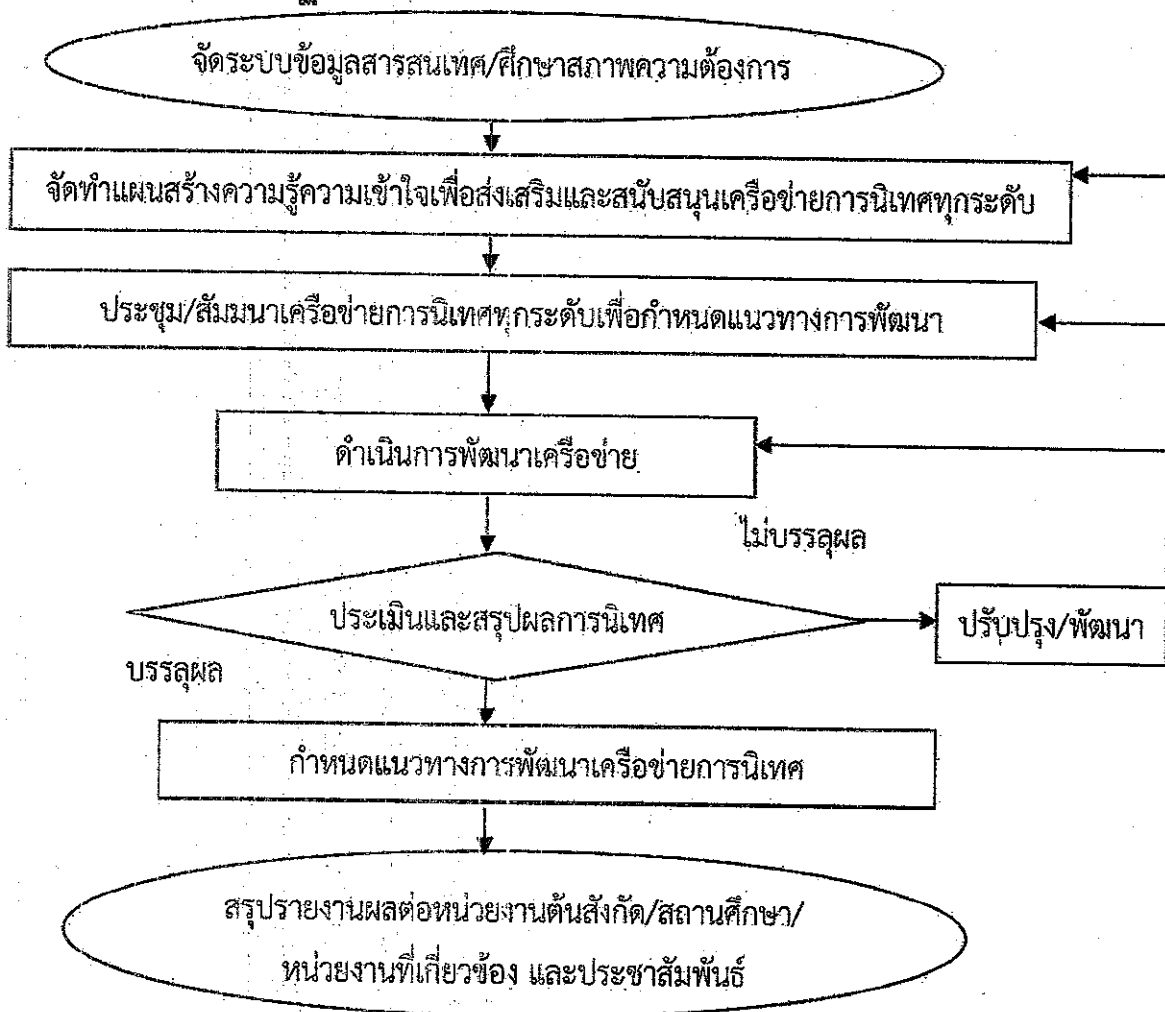 จัดระบบข้อมูลสารสนเทศ/ศึกษาสภาพความต้องการ
จัดทำแผนสร้างความรู้ความเข้าใจเพื่อส่งเสริมและสนับสนุนเครือข่ายการนิเทศทุกระดับ
ประชุม/สัมมนาเครือข่ายการนิเทศทุกระดับเพื่อกำหนดแนวทางการพัฒนา
ดำเนินการพัฒนาเครือข่าย
ไม่บรรลุผล
ประเมินและสรุปผลการนิเทศ
ปรับปรุง/พัฒนา
บรรลุผล
กำหนดแนวทางการพัฒนาเครือข่ายการนิเทศ
สรุปรายงานผลต่อหน่วยงานต้นสังกัด/สถานศึกษา/
หน่วยงานที่เกี่ยวข้อง และประชาสัมพันธ์